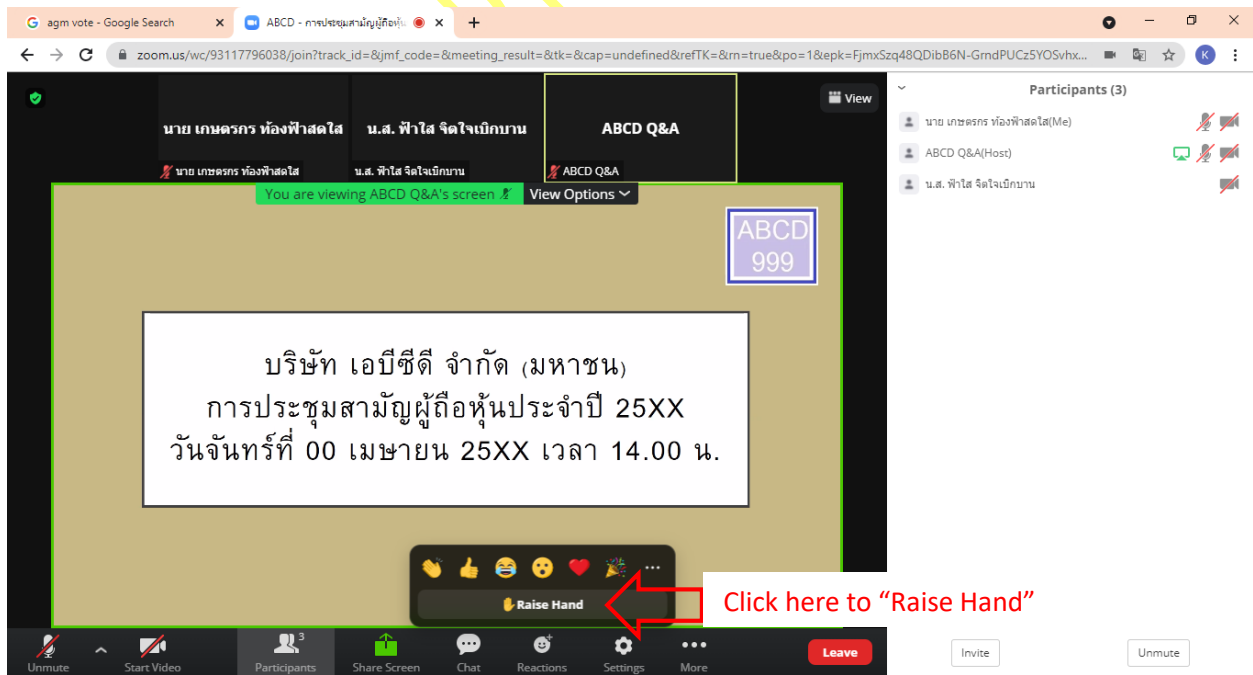 agm vote - Google Search
ABCD - การประชุมสามัญผู้ถือหุ้น
zoom.us/wc/93117796038/join?track_id=&jmf_code=&meeting_result=&tk=&cap=undefined&refTK=&rn=true&po=1&epk=FjmxSzq48QDibB6N-GrndPUCz5YOSvhx...
K
View
นาย เกษตรกร ท้องฟ้าสดใส
น.ส. ฟ้าใส จิตใจเบิกบาน
ABCD Q&A
นาย เกษตรกร ท้องฟ้าสดใส
น.ส. ฟ้าใส จิตใจเบิกบาน
ABCD Q&A
You are viewing ABCD Q&A's screen
View Options
Participants (3)
นาย เกษตรกร ท้องฟ้าสดใส(Me)
ABCD Q&A(Host)
น.ส. ฟ้าใส จิตใจเบิกบาน
ABCD
999
บริษัท เอบีซีดี จำกัด (มหาชน)
การประชุมสามัญผู้ถือหุ้นประจำปี 25XX
วันจันทร์ที่ 00 เมษายน 25XX เวลา 14.00 น.
Raise Hand
Click here to “Raise Hand”
Unmute
Start Video
3
Participants
Share Screen
Chat
Reactions
Settings
More
Leave
Invite
Unmute